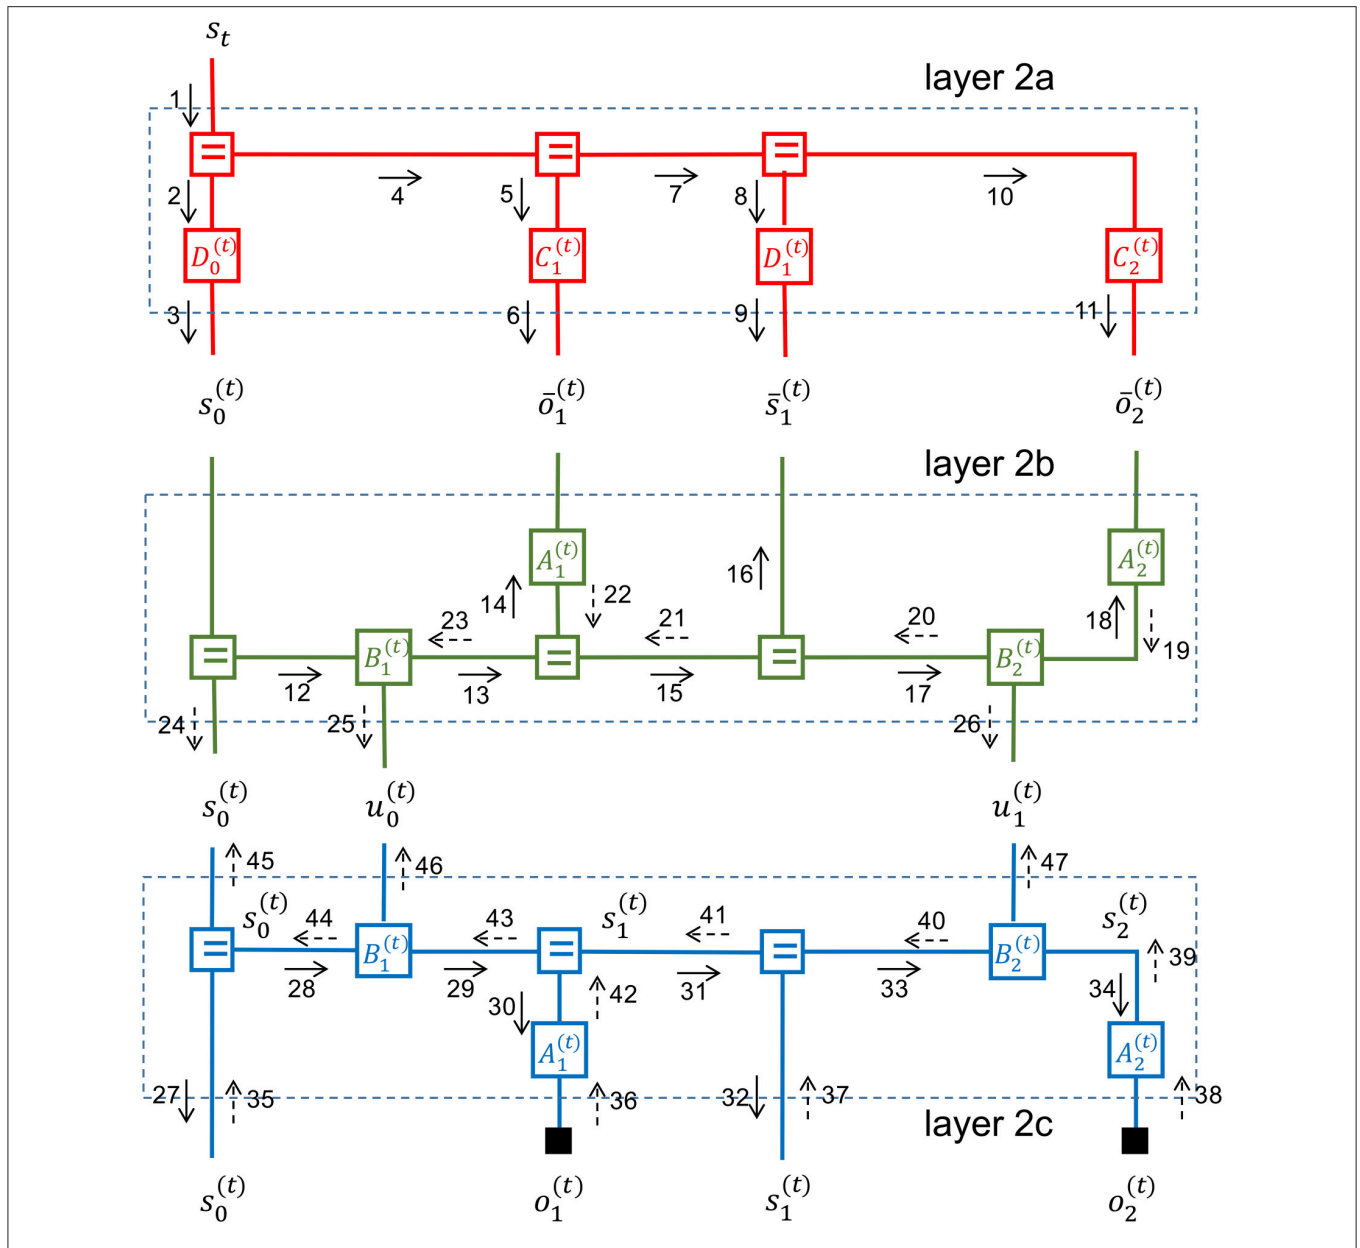 s_t
layer 2a
1
= = =
2 4 5 7 8 10
D_0^{(t)} C_1^{(t)} D_1^{(t)} C_2^{(t)}
3 6 9 11
s_0^{(t)} ō_1^{(t)} s̄_1^{(t)} ō_2^{(t)}
layer 2b
A_1^{(t)} A_2^{(t)}
14 22 16 18 19
23 21 20
= B_1^{(t)} = = B_2^{(t)}
12 13 15 17
24 25 26
s_0^{(t)} u_0^{(t)} u_1^{(t)}
45 46 47
s_0^{(t)} s_1^{(t)} s_2^{(t)}
44 43 41 40 39
= B_1^{(t)} = = B_2^{(t)}
28 29 31 33
30 42 34
A_1^{(t)} A_2^{(t)}
27 35 36 32 37 38
layer 2c
s_0^{(t)} o_1^{(t)} s_1^{(t)} o_2^{(t)}